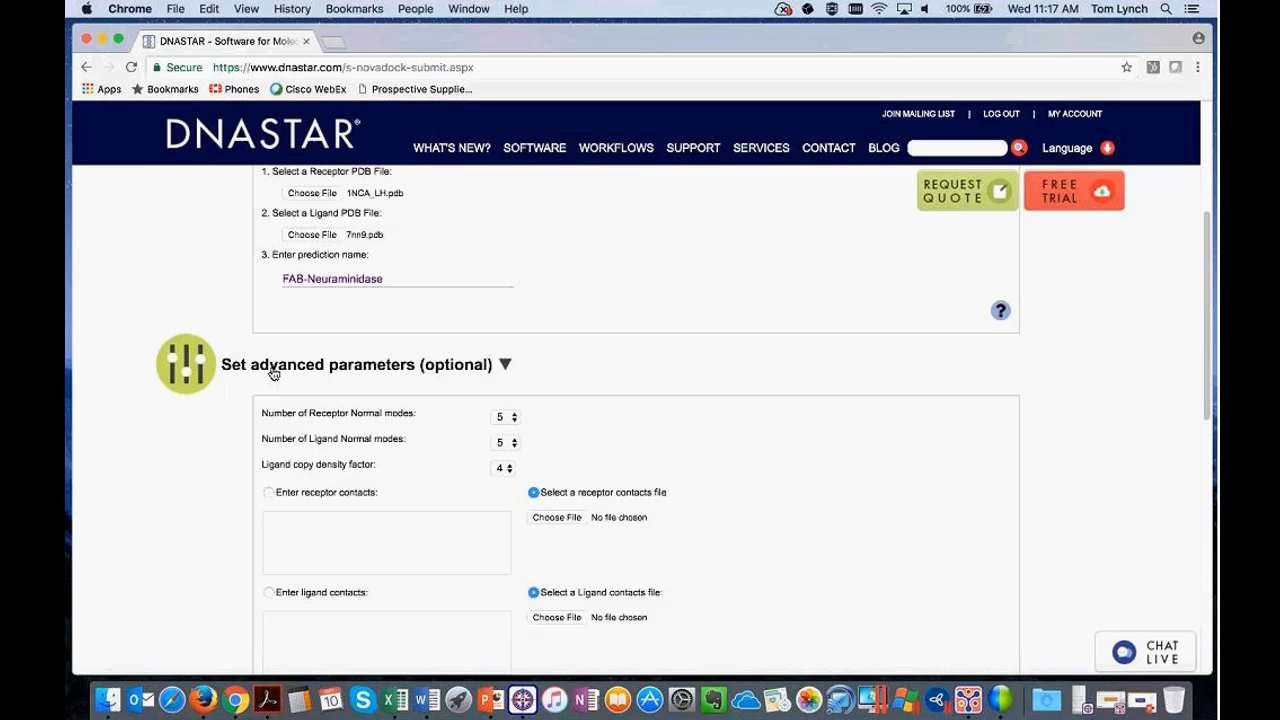 Chrome File Edit View History Bookmarks People Window Help 100% Wed 11:17 AM Tom Lynch
DNASTAR - Software for Mole
Secure https://www.dnastar.com/s-novadock-submit.aspx
Apps Bookmarks Phones Cisco WebEx Prospective Supplie...
JOIN MAILING LIST | LOG OUT | MY ACCOUNT
DNASTAR®
WHAT'S NEW? SOFTWARE WORKFLOWS SUPPORT SERVICES CONTACT BLOG Language
1. Select a Receptor PDB File:
Choose File 1NCA_LH.pdb
REQUEST QUOTE
FREE TRIAL
2. Select a Ligand PDB File:
Choose File 7nn9.pdb
3. Enter prediction name:
FAB-Neuraminidase
?
Set advanced parameters (optional) ▼
Number of Receptor Normal modes: 5
Number of Ligand Normal modes: 5
Ligand copy density factor: 4
Enter receptor contacts: Select a receptor contacts file
Choose File No file chosen
Enter ligand contacts: Select a Ligand contacts file:
Choose File No file chosen
CHAT LIVE